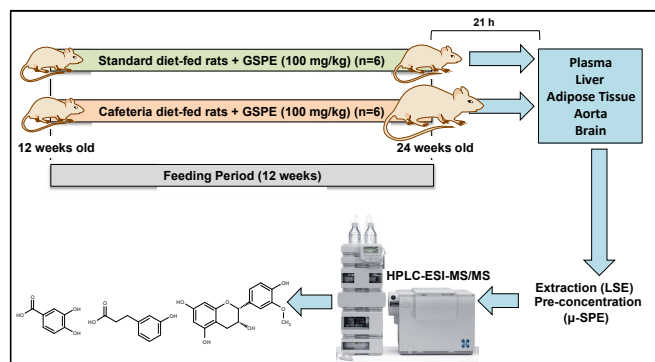 21 h
Standard diet-fed rats + GSPE (100 mg/kg) (n=6)
Cafeteria diet-fed rats + GSPE (100 mg/kg) (n=6)
12 weeks old
24 weeks old
Feeding Period (12 weeks)
Plasma
Liver
Adipose Tissue
Aorta
Brain
Extraction (LSE)
Pre-concentration
(µ-SPE)
HPLC-ESI-MS/MS
O
HO
OH
OH
O
HO
OH
HO
O
OH
O
CH3
OH
OH